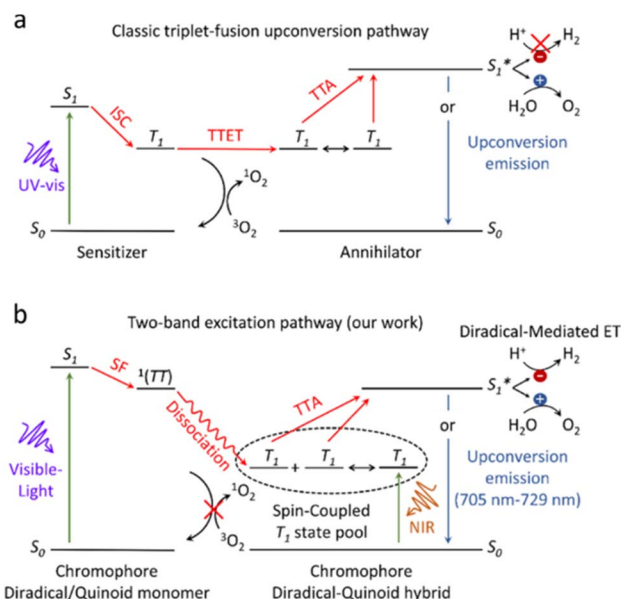 a
Classic triplet-fusion upconversion pathway
H⁺ H₂
S₁*
H₂O O₂
or
Upconversion
emission
S₁
ISC
T₁
TTET
TTA
T₁ T₁
UV-vis
¹O₂
³O₂
S₀
S₀
Sensitizer
Annihilator
b
Two-band excitation pathway (our work)
Diradical-Mediated ET
H⁺ H₂
S₁*
H₂O O₂
or
Upconversion
emission
(705 nm-729 nm)
S₁
SF
¹(TT)
Dissociation
TTA
T₁ + T₁ T₁
Visible-
Light
¹O₂
³O₂
Spin-Coupled
T₁ state pool
NIR
S₀
S₀
Chromophore
Diradical/Quinoid monomer
Chromophore
Diradical-Quinoid hybrid